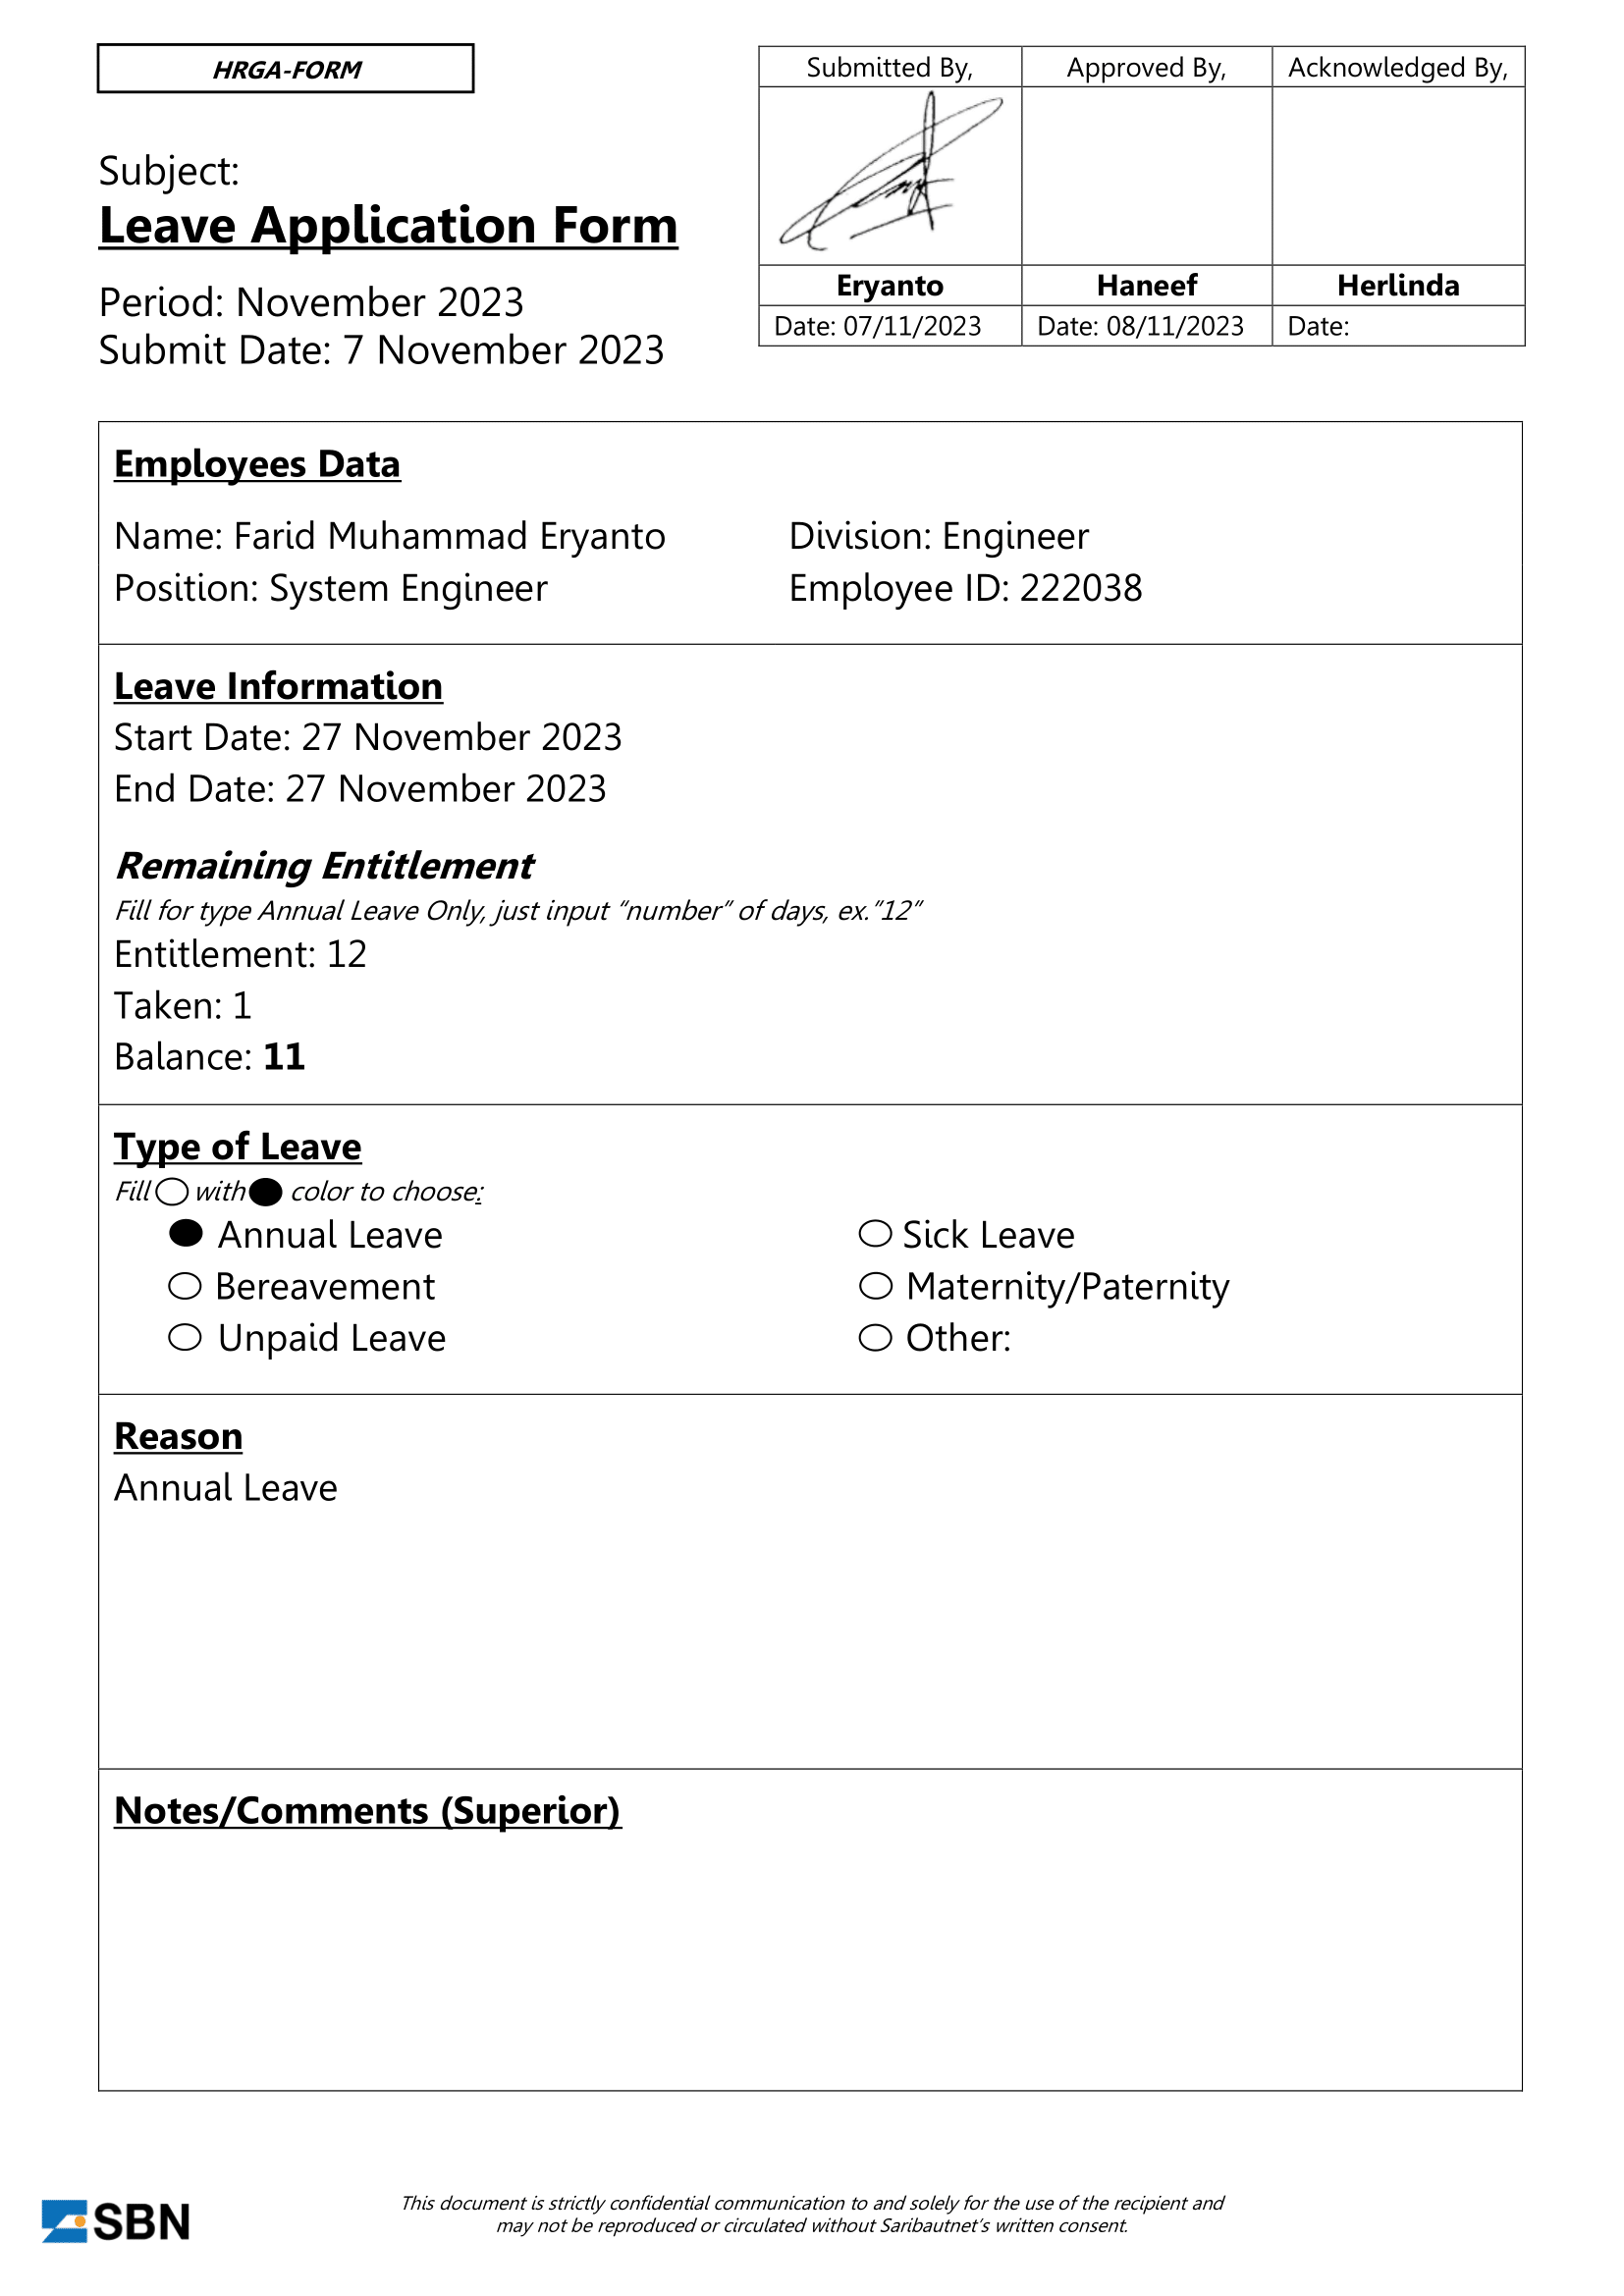 HRGA-FORM
Subject:
Leave Application Form
Period: November 2023
Submit Date: 7 November 2023
Submitted By, Approved By, Acknowledged By,
Eryanto Haneef Herlinda
Date: 07/11/2023 Date: 08/11/2023 Date:
Employees Data
Name: Farid Muhammad Eryanto Division: Engineer
Position: System Engineer Employee ID: 222038
Leave Information
Start Date: 27 November 2023
End Date: 27 November 2023
Remaining Entitlement
Fill for type Annual Leave Only, just input “number” of days, ex.”12”
Entitlement: 12
Taken: 1
Balance: 11
Type of Leave
Fill with color to choose:
Annual Leave Sick Leave
Bereavement Maternity/Paternity
Unpaid Leave Other:
Reason
Annual Leave
Notes/Comments (Superior)
SBN
This document is strictly confidential communication to and solely for the use of the recipient and
may not be reproduced or circulated without Saribautnet’s written consent.